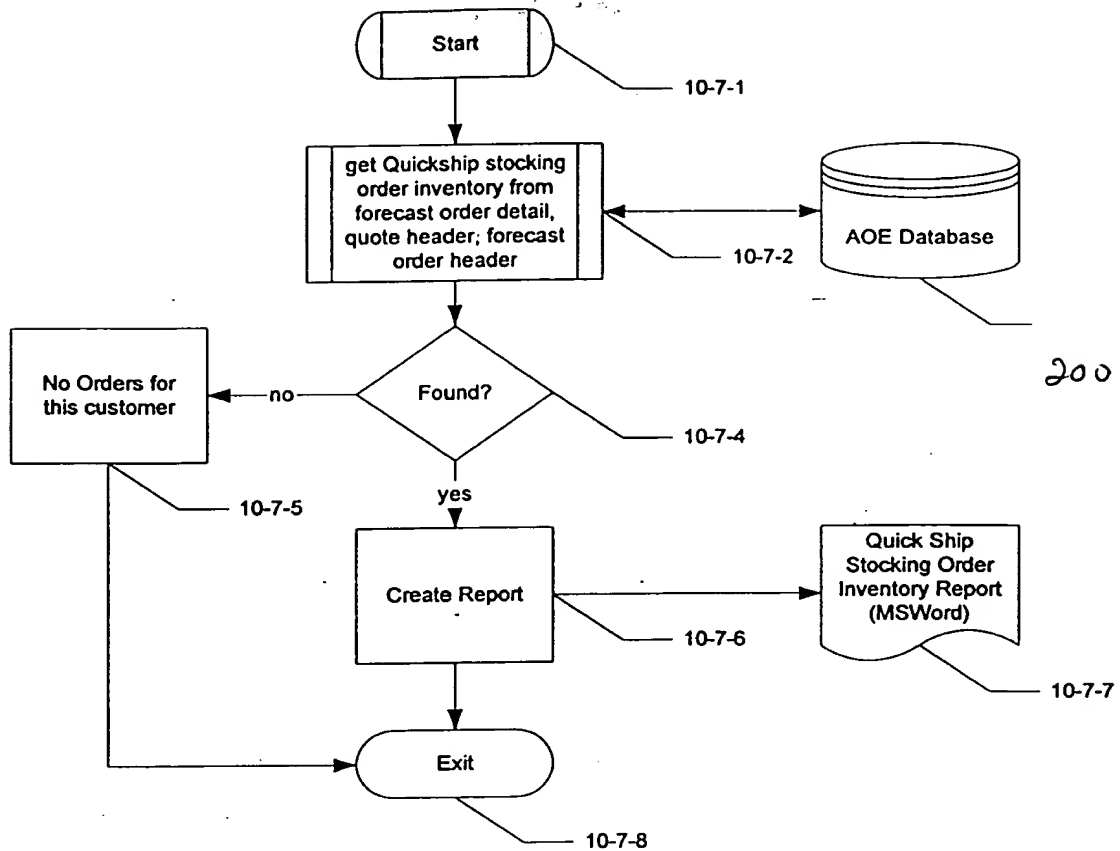 Start
10-7-1
get Quickship stocking
order inventory from
forecast order detail,
quote header; forecast
order header
10-7-2
AOE Database
200
No Orders for
this customer
no
Found?
10-7-4
10-7-5
yes
Create Report
10-7-6
Quick Ship
Stocking Order
Inventory Report
(MSWord)
10-7-7
Exit
10-7-8